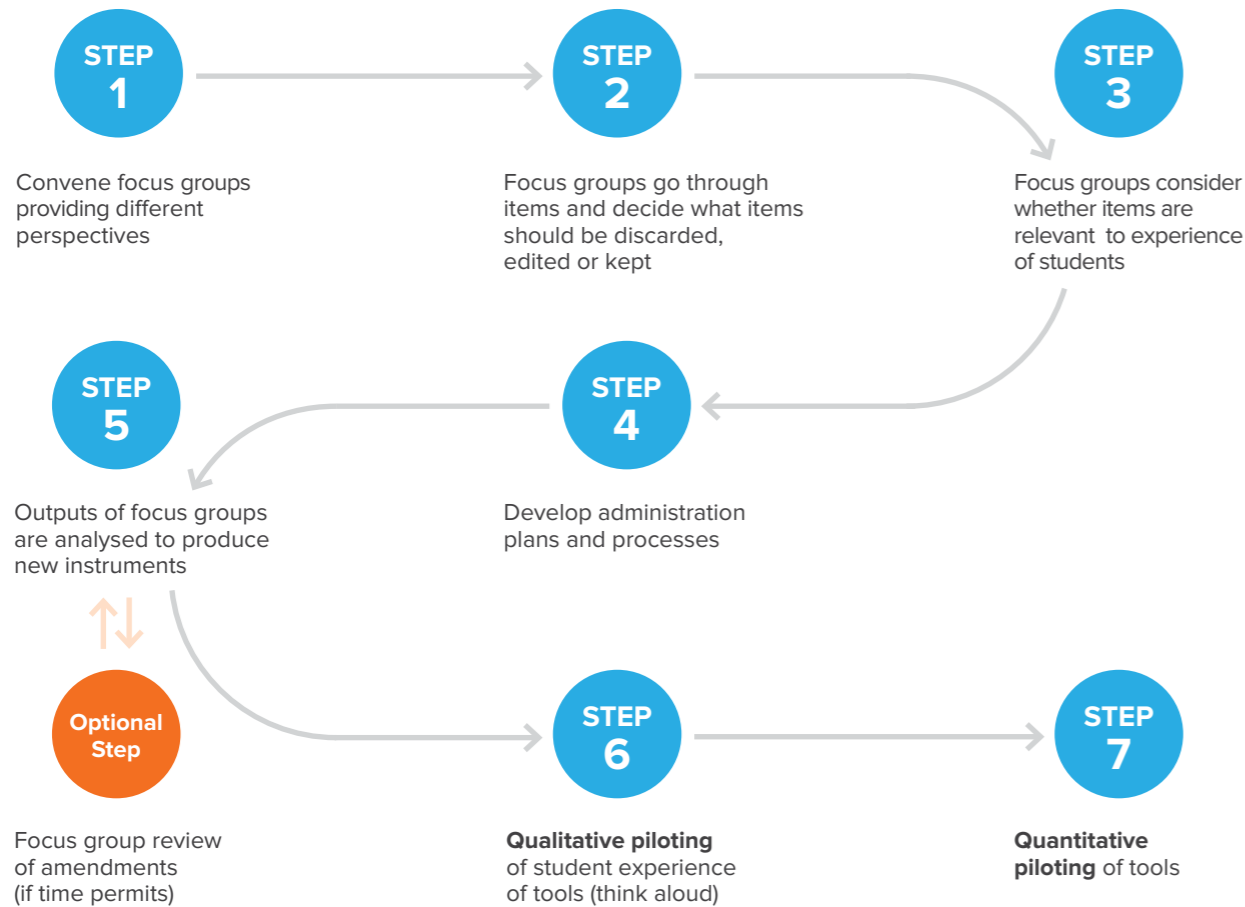 STEP
1
Convene focus groups
providing different
perspectives
STEP
2
Focus groups go through
items and decide what items
should be discarded,
edited or kept
STEP
3
Focus groups consider
whether items are
relevant to experience
of students
STEP
4
Develop administration
plans and processes
STEP
5
Outputs of focus groups
are analysed to produce
new instruments
Optional
Step
Focus group review
of amendments
(if time permits)
STEP
6
Qualitative piloting
of student experience
of tools (think aloud)
STEP
7
Quantitative
piloting of tools